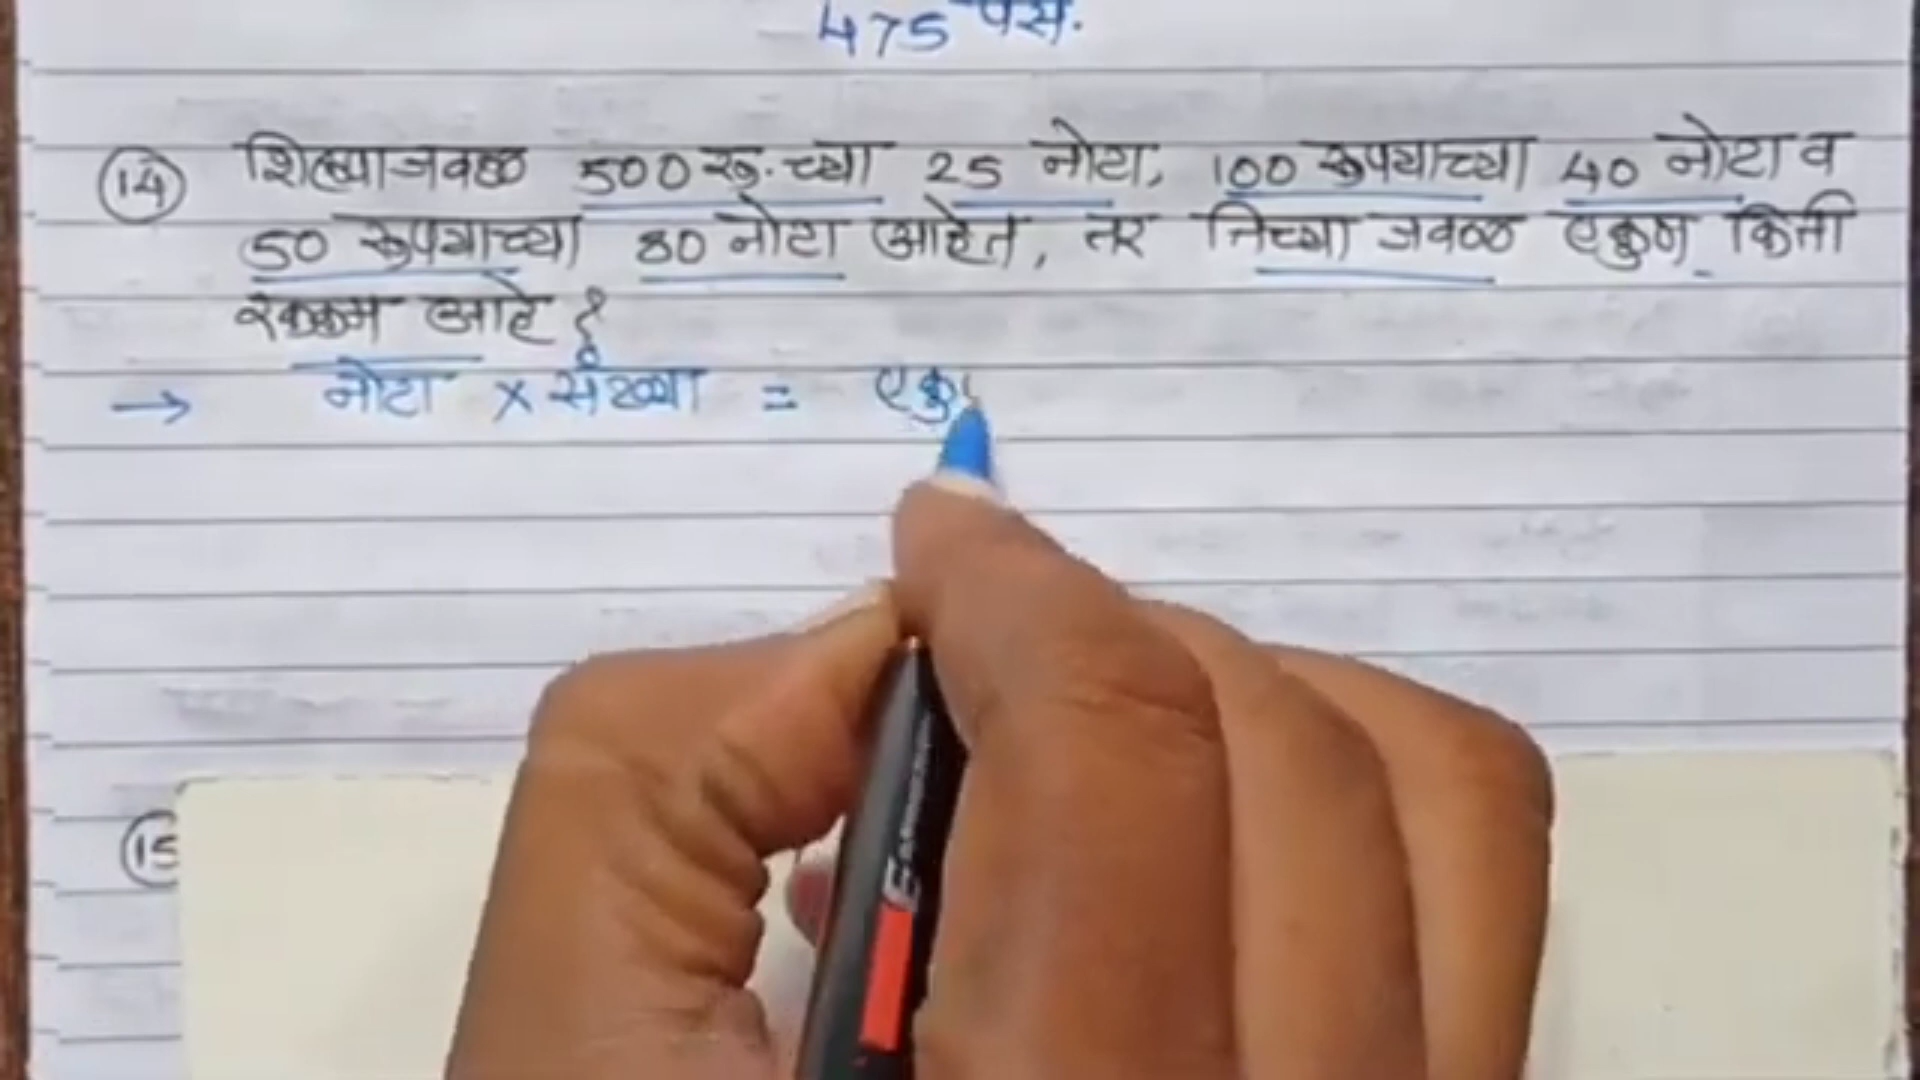 475 पैसे.
(14) शिल्पाजवळ 500 रु. च्या 25 नोटा, 100 रुपयाच्या 40 नोटा व
50 रुपयाच्या 80 नोटा आहेत, तर तिच्या जवळ एकुण किती
रक्कम आहे?
→ नोटा × संख्या = एकु
(15)